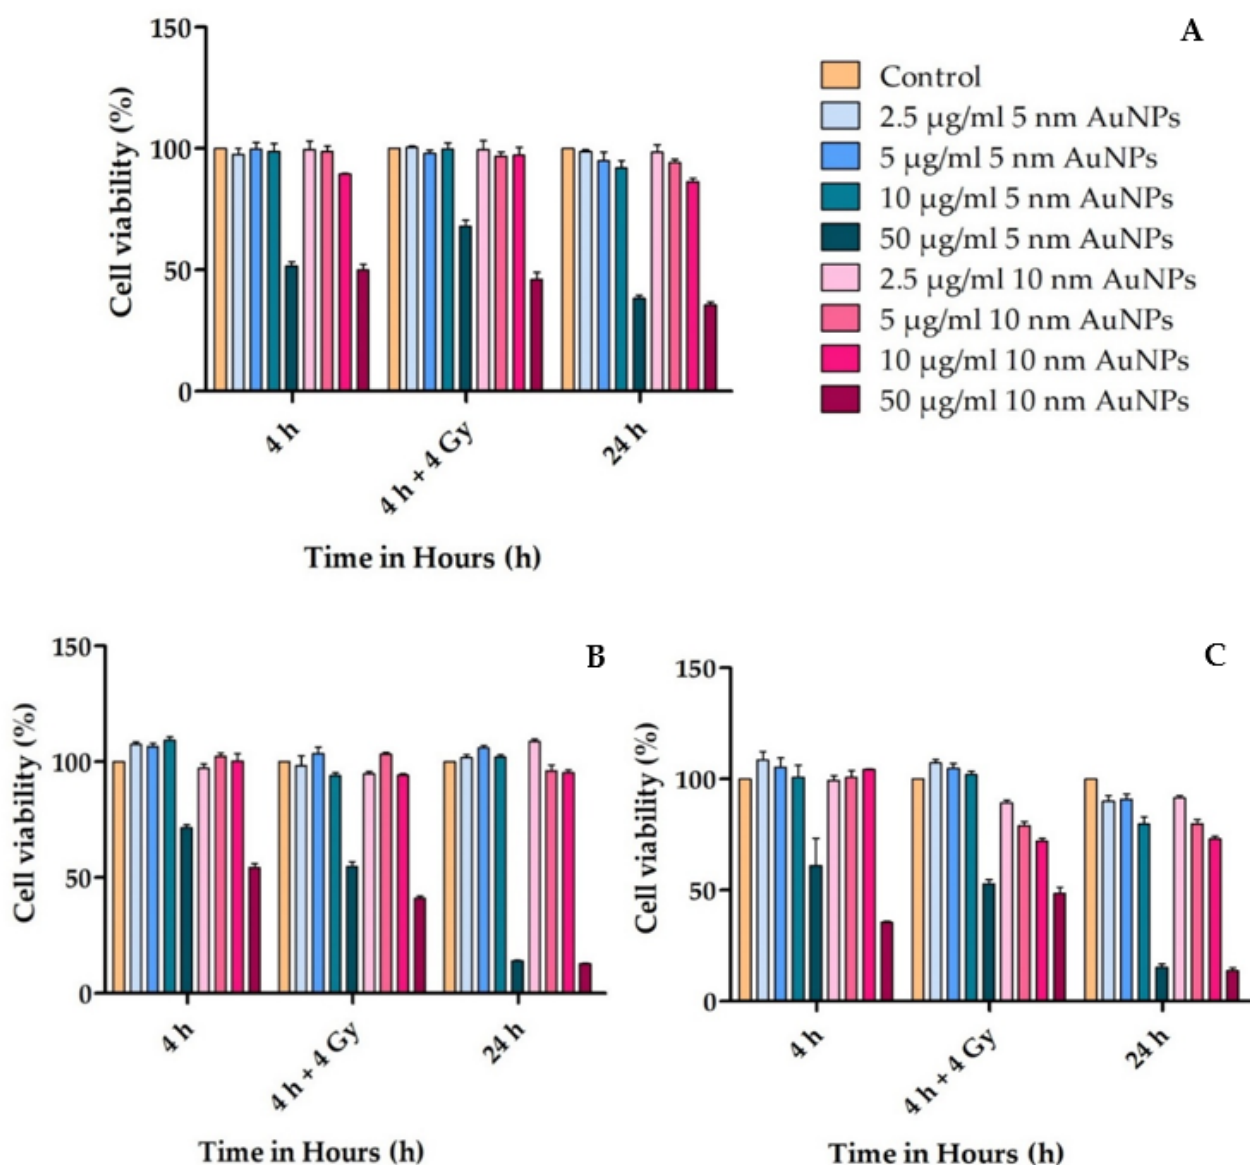 A
150
100
50
0
Cell viability (%)
4 h
4 h + 4 Gy
24 h
Time in Hours (h)
Control
2.5 µg/ml 5 nm AuNPs
5 µg/ml 5 nm AuNPs
10 µg/ml 5 nm AuNPs
50 µg/ml 5 nm AuNPs
2.5 µg/ml 10 nm AuNPs
5 µg/ml 10 nm AuNPs
10 µg/ml 10 nm AuNPs
50 µg/ml 10 nm AuNPs
B
150
100
50
0
Cell viability (%)
4 h
4 h + 4 Gy
24 h
Time in Hours (h)
C
150
100
50
0
Cell viability (%)
4 h
4 h + 4 Gy
24 h
Time in Hours (h)